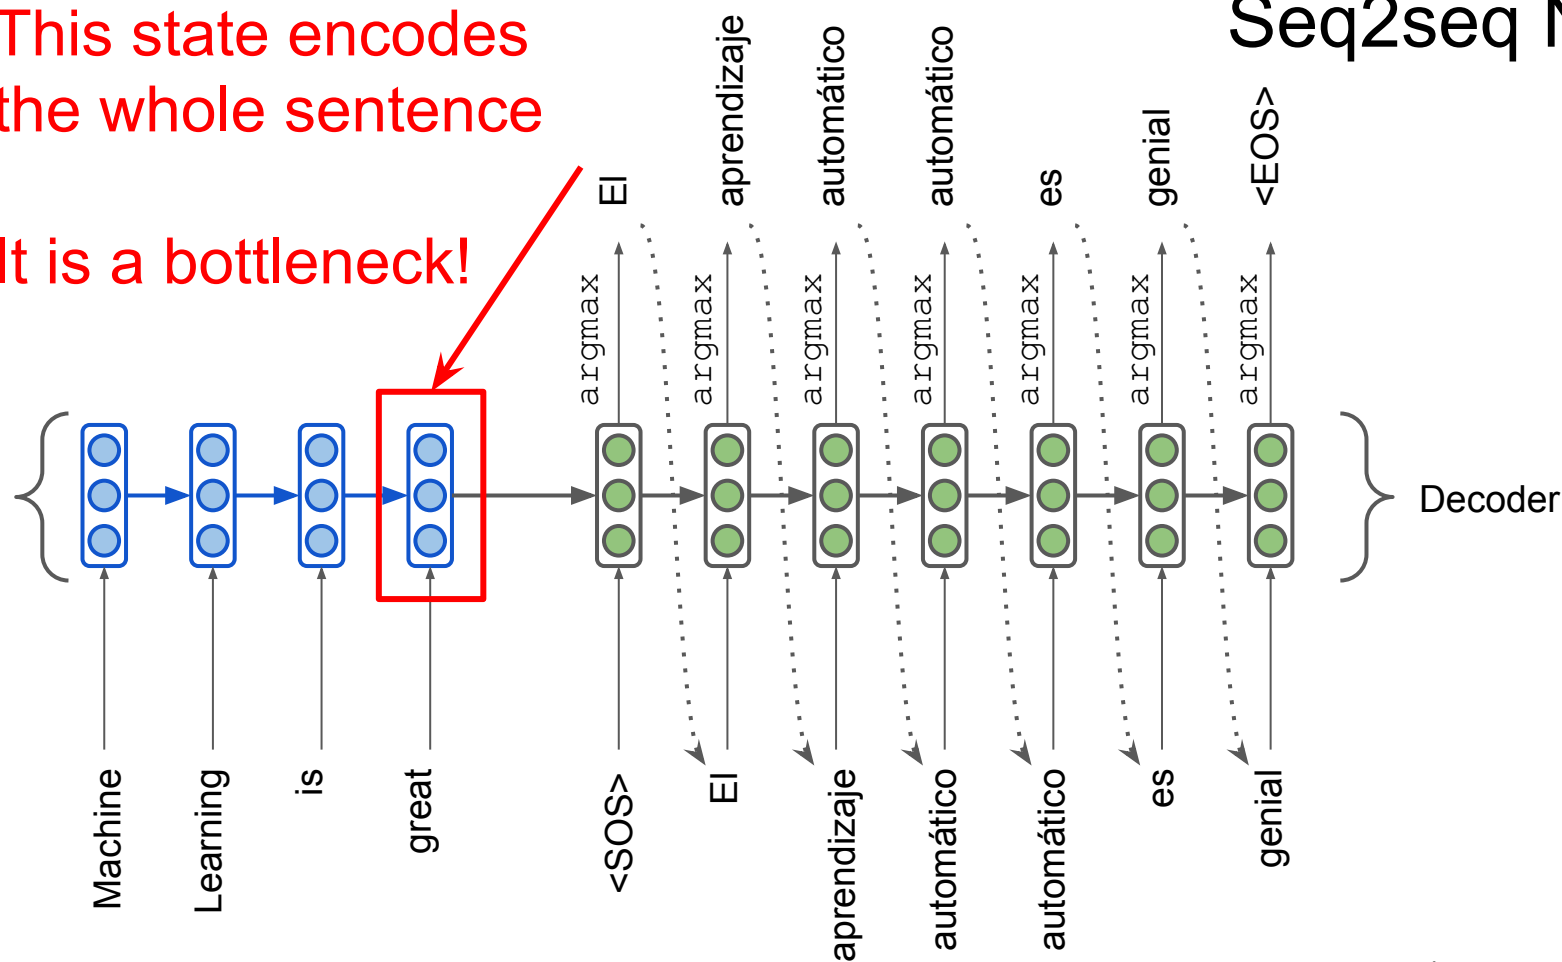 This state encodes
the whole sentence
It is a bottleneck!
Seq2seq N
El
aprendizaje
automático
automático
es
genial
<EOS>
argmax
argmax
argmax
argmax
argmax
argmax
argmax
Decoder
Machine
Learning
is
great
<SOS>
El
aprendizaje
automático
automático
es
genial